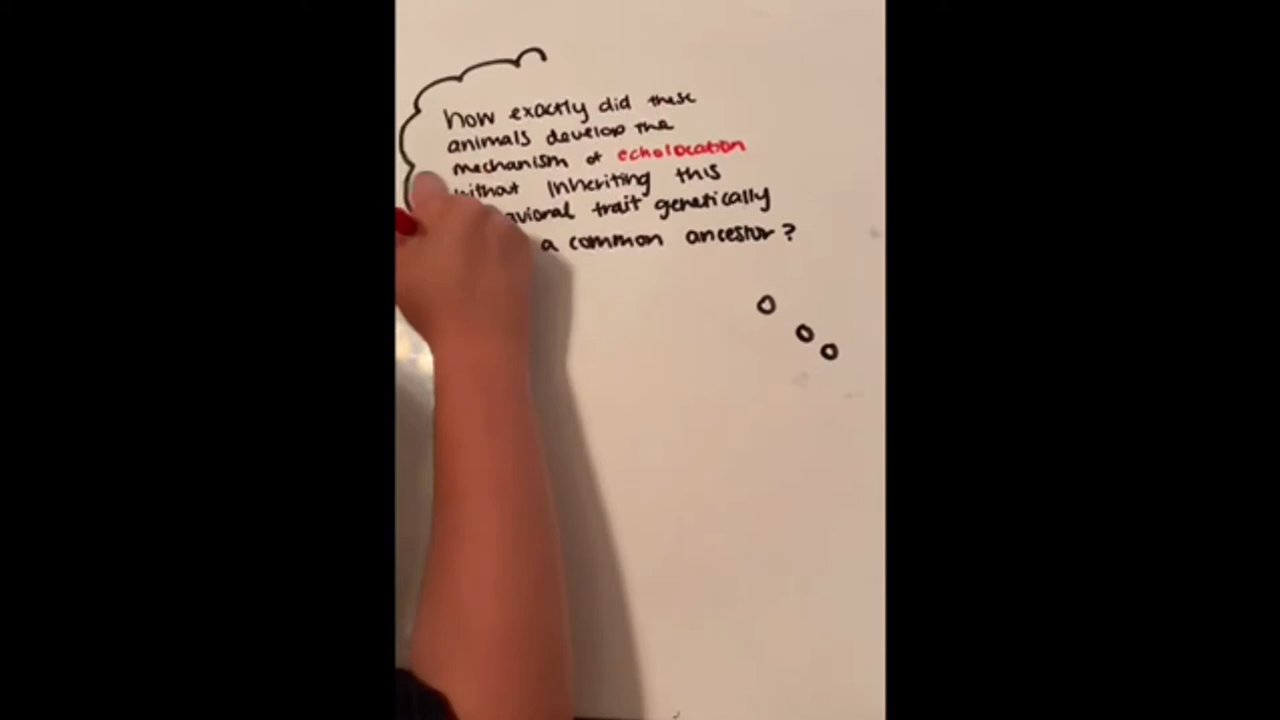 how exactly did these
animals develop the
mechanism of echolocation
without inheriting this
trait genetically
a common ancestor?